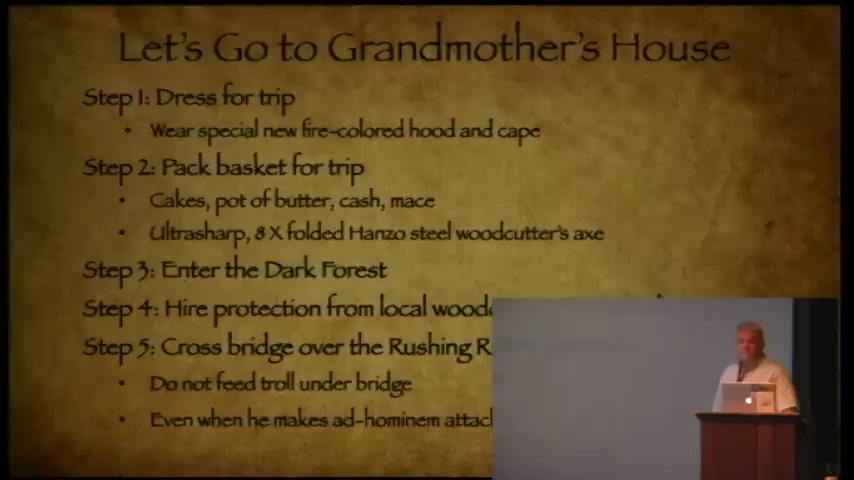 Let's Go to Grandmother's House
Step 1: Dress for trip
• Wear special new fire-colored hood and cape
Step 2: Pack basket for trip
• Cakes, pot of butter, cash, mace
• Ultrasharp, 8X folded Hanzo steel woodcutter's axe
Step 3: Enter the Dark Forest
Step 4: Hire protection from local
Step 5: Cross bridge over the Rushing
• Do not feed troll under bridge
• Even when he makes ad-hominem